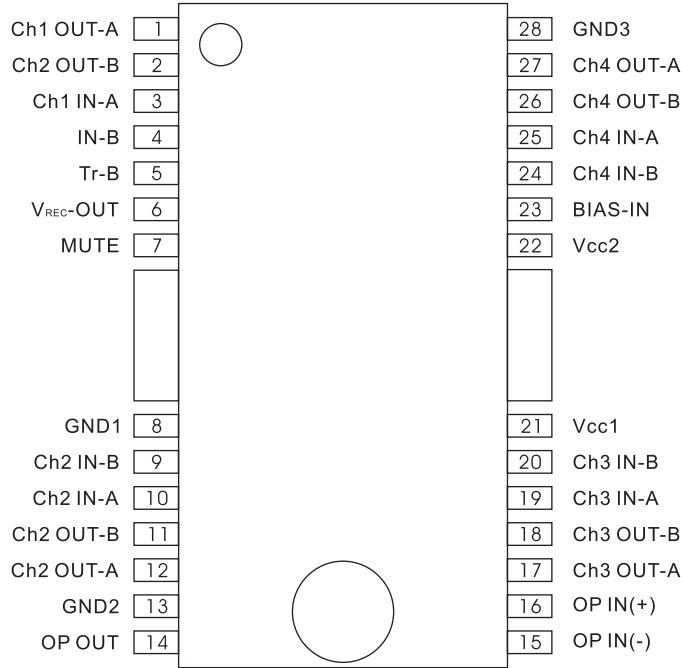 Ch1 OUT-A 1 28 GND3
Ch2 OUT-B 2 27 Ch4 OUT-A
Ch1 IN-A 3 26 Ch4 OUT-B
IN-B 4 25 Ch4 IN-A
Tr-B 5 24 Ch4 IN-B
VREC-OUT 6 23 BIAS-IN
MUTE 7 22 Vcc2
GND1 8 21 Vcc1
Ch2 IN-B 9 20 Ch3 IN-B
Ch2 IN-A 10 19 Ch3 IN-A
Ch2 OUT-B 11 18 Ch3 OUT-B
Ch2 OUT-A 12 17 Ch3 OUT-A
GND2 13 16 OP IN(+)
OP OUT 14 15 OP IN(-)